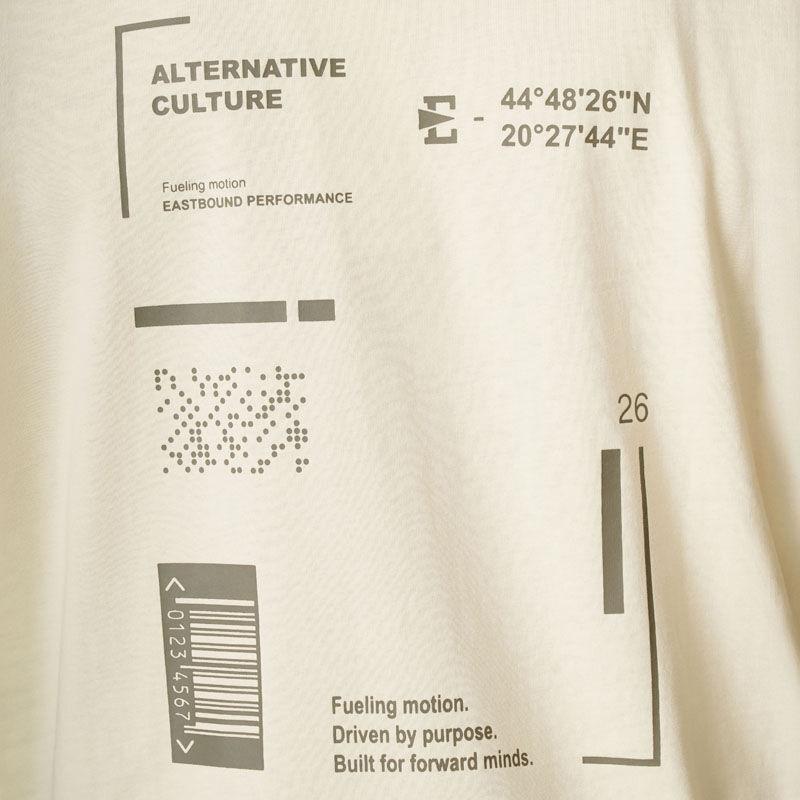 ALTERNATIVE
CULTURE
44°48'26"N
20°27'44"E
Fueling motion
EASTBOUND PERFORMANCE
26
< 0123 4567 >
Fueling motion.
Driven by purpose.
Built for forward minds.